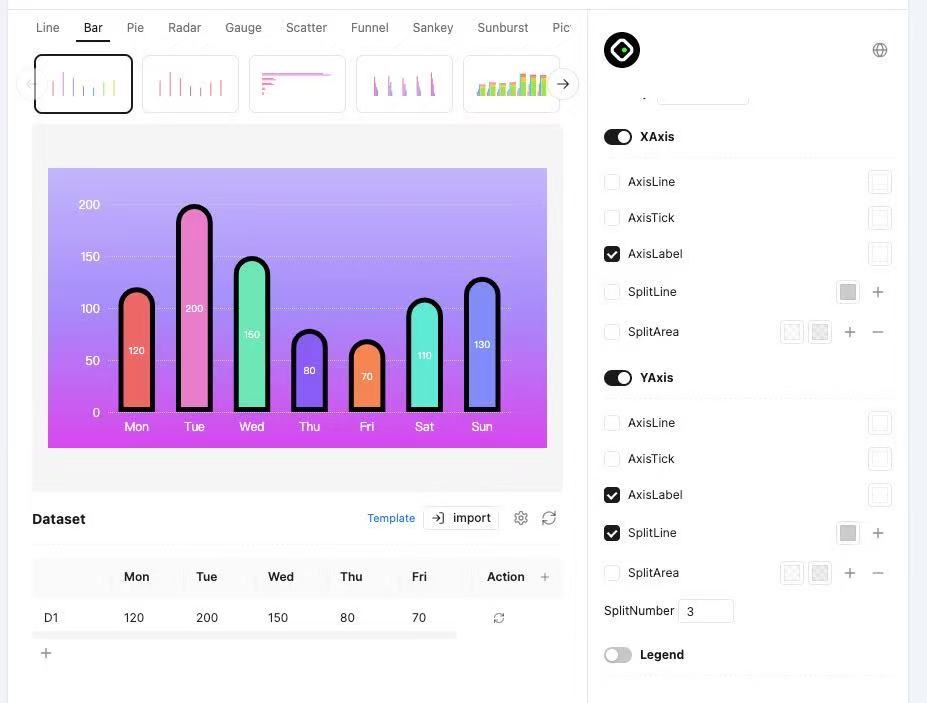 Line Bar Pie Radar Gauge Scatter Funnel Sankey Sunburst Pic
XAxis
AxisLine
AxisTick
AxisLabel
SplitLine
SplitArea
YAxis
AxisLine
AxisTick
AxisLabel
SplitLine
SplitArea
SplitNumber 3
Legend
200
150
100
50
0
120
200
150
80
70
110
130
Mon Tue Wed Thu Fri Sat Sun
Dataset Template import
Mon Tue Wed Thu Fri Action
D1 120 200 150 80 70